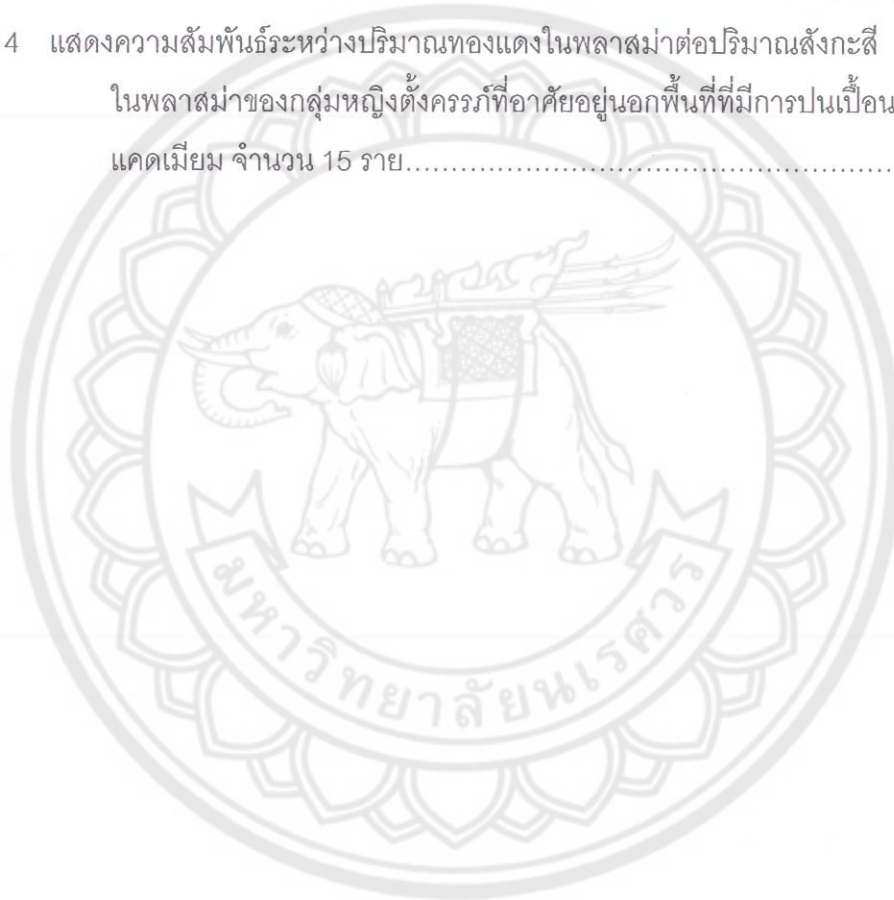 4 แสดงความสัมพันธ์ระหว่างปริมาณทองแดงในพลาสม่าต่อปริมาณสังกะสี
ในพลาสม่าของกลุ่มหญิงตั้งครรภ์ที่อาศัยอยู่นอกพื้นที่ที่มีการปนเปื้อน
แคดเมียม จำนวน 15 ราย......................................................
มหาวิทยาลัยนเรศวร